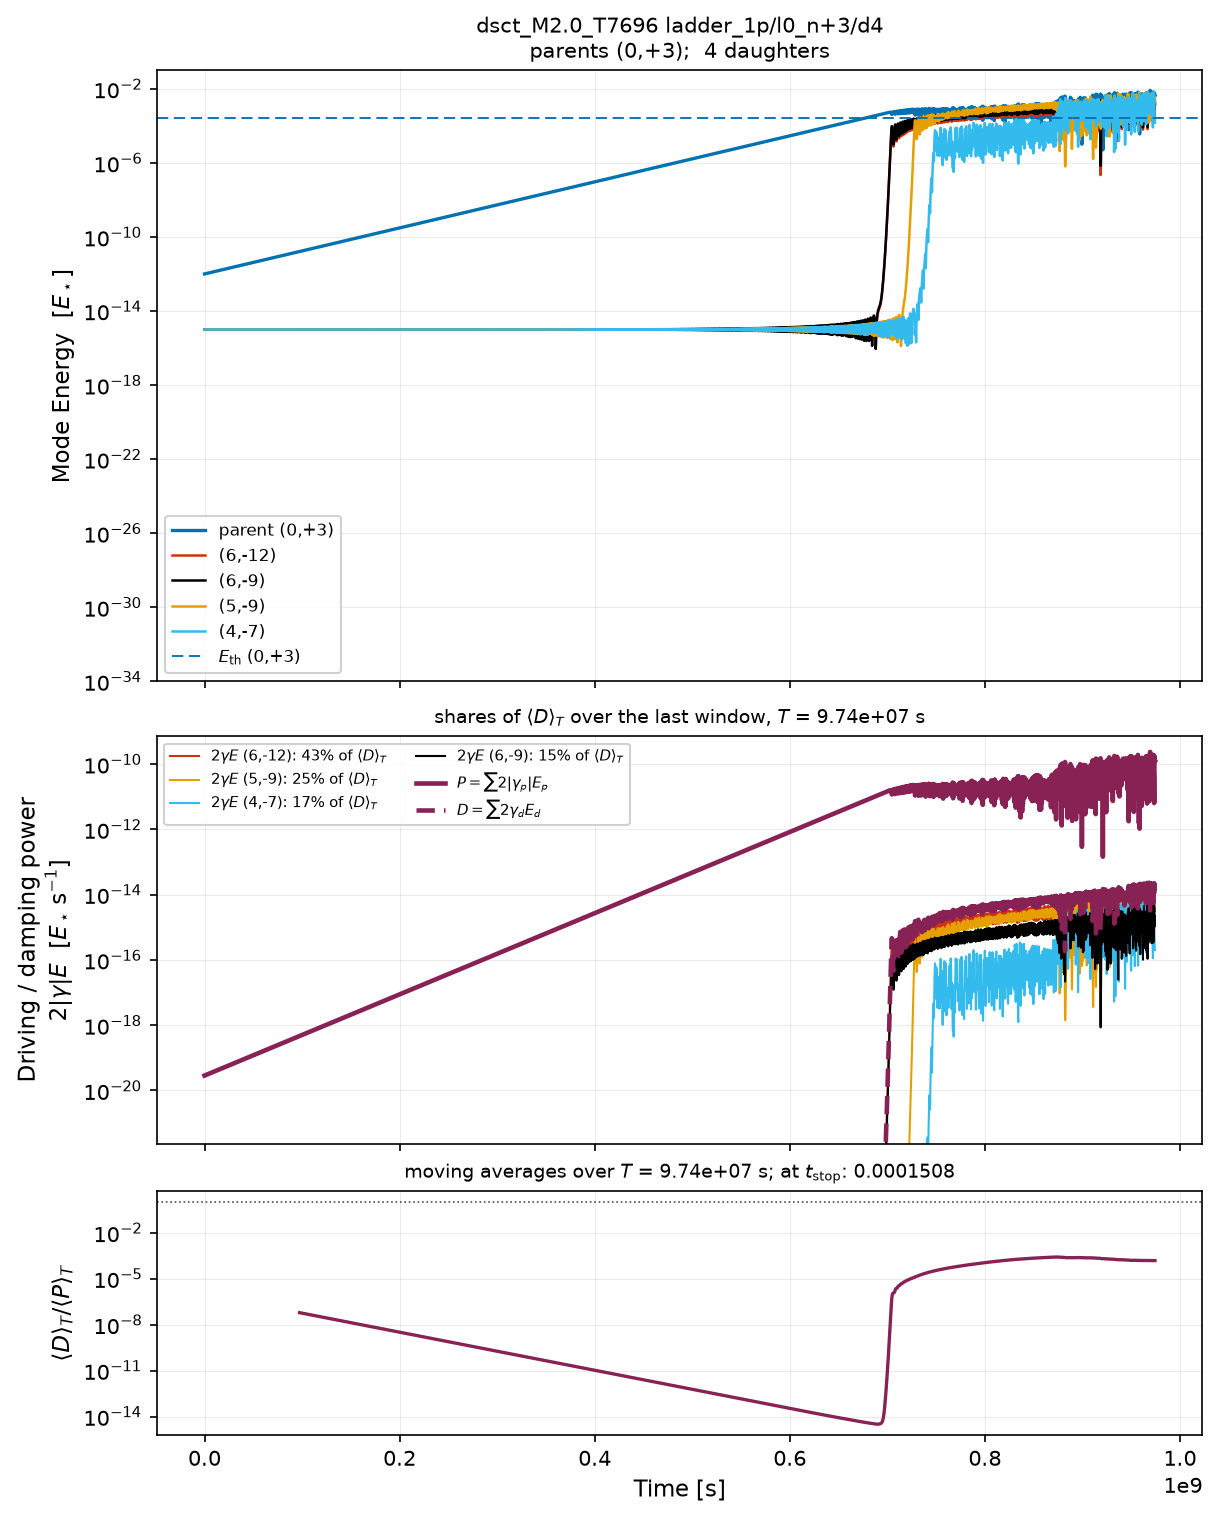 dsct_M2.0_T7696 ladder_1p/l0_n+3/d4
parents (0,+3);  4 daughters
Mode Energy  [E⋆]
10⁻²
10⁻⁶
10⁻¹⁰
10⁻¹⁴
10⁻¹⁸
10⁻²²
10⁻²⁶
10⁻³⁰
10⁻³⁴
parent (0,+3)
(6,-12)
(6,-9)
(5,-9)
(4,-7)
E_th (0,+3)
shares of ⟨D⟩_T over the last window, T = 9.74e+07 s
Driving / damping power
2|γ|E  [E⋆ s⁻¹]
10⁻¹⁰
10⁻¹²
10⁻¹⁴
10⁻¹⁶
10⁻¹⁸
10⁻²⁰
2γE (6,-12): 43% of ⟨D⟩_T
2γE (5,-9): 25% of ⟨D⟩_T
2γE (4,-7): 17% of ⟨D⟩_T
2γE (6,-9): 15% of ⟨D⟩_T
P = ∑2|γ_p|E_p
D = ∑2γ_dE_d
moving averages over T = 9.74e+07 s; at t_stop: 0.0001508
⟨D⟩_T/⟨P⟩_T
10⁻²
10⁻⁵
10⁻⁸
10⁻¹¹
10⁻¹⁴
0.0 0.2 0.4 0.6 0.8 1.0
1e9
Time [s]